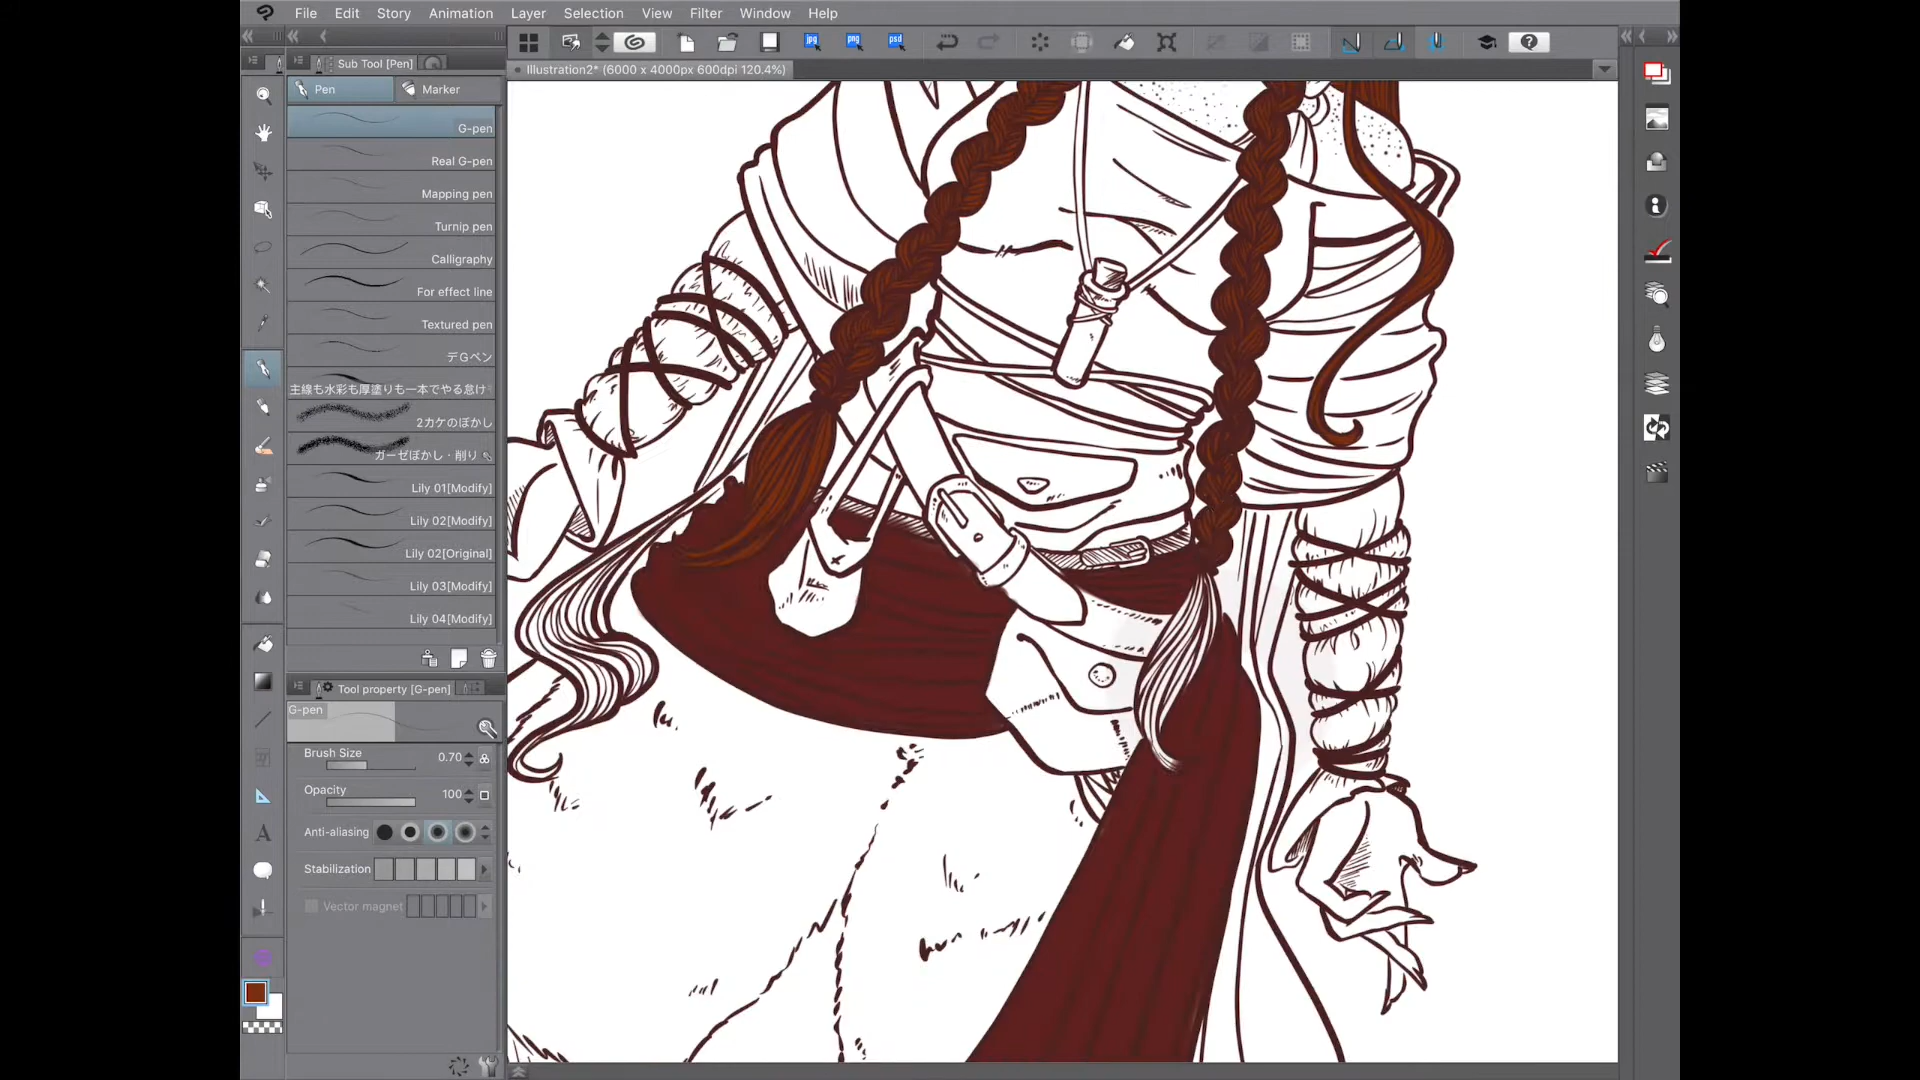 File Edit Story Animation Layer Selection View Filter Window Help
jpg png psd
Sub Tool [Pen]
Illustration2* (6000 x 4000px 600dpi 120.4%)
Pen Marker
G-pen
Real G-pen
Mapping pen
Turnip pen
Calligraphy
For effect line
Textured pen
デGペン
主線も水彩も厚塗りも一本でやる怠け
2カケのぼかし
ガーゼぼかし・削り
Lily 01[Modify]
Lily 02[Modify]
Lily 02[Original]
Lily 03[Modify]
Lily 04[Modify]
Tool property [G-pen]
G-pen
Brush Size 0.70
Opacity 100
Anti-aliasing
Stabilization
Vector magnet